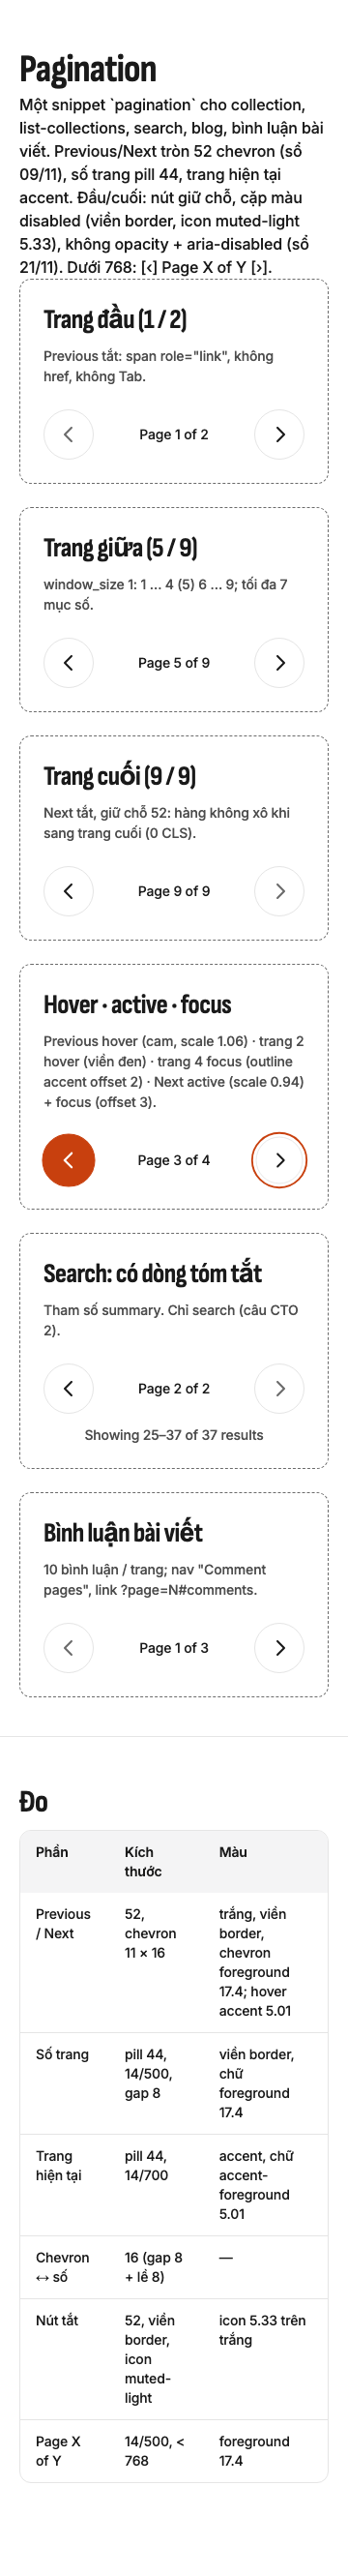 Pagination
Một snippet `pagination` cho collection,
list-collections, search, blog, bình luận bài
viết. Previous/Next tròn 52 chevron (sổ
09/11), số trang pill 44, trang hiện tại
accent. Đầu/cuối: nút giữ chỗ, cặp màu
disabled (viền border, icon muted-light
5.33), không opacity + aria-disabled (sổ
21/11). Dưới 768: [‹] Page X of Y [›].
Trang đầu (1 / 2)
Previous tắt: span role="link", không
href, không Tab.
Page 1 of 2
Trang giữa (5 / 9)
window_size 1: 1 … 4 (5) 6 … 9; tối đa 7
mục số.
Page 5 of 9
Trang cuối (9 / 9)
Next tắt, giữ chỗ 52: hàng không xô khi
sang trang cuối (0 CLS).
Page 9 of 9
Hover · active · focus
Previous hover (cam, scale 1.06) · trang 2
hover (viền đen) · trang 4 focus (outline
accent offset 2) · Next active (scale 0.94)
+ focus (offset 3).
Page 3 of 4
Search: có dòng tóm tắt
Tham số summary. Chỉ search (câu CTO
2).
Page 2 of 2
Showing 25–37 of 37 results
Bình luận bài viết
10 bình luận / trang; nav "Comment
pages", link ?page=N#comments.
Page 1 of 3
Đo
Phần
Kích
thước
Màu
Previous
/ Next
52,
chevron
11 × 16
trắng, viền
border,
chevron
foreground
17.4; hover
accent 5.01
Số trang
pill 44,
14/500,
gap 8
viền border,
chữ
foreground
17.4
Trang
hiện tại
pill 44,
14/700
accent, chữ
accent-
foreground
5.01
Chevron
↔ số
16 (gap 8
+ lề 8)
—
Nút tắt
52, viền
border,
icon
muted-
light
icon 5.33 trên
trắng
Page X
of Y
14/500, <
768
foreground
17.4